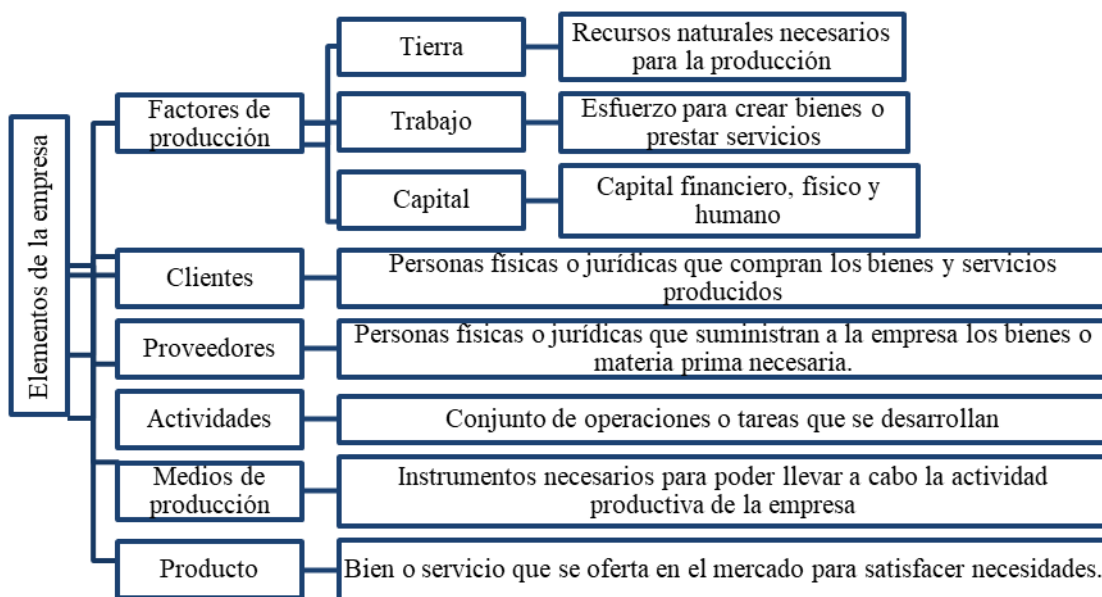 Elementos de la empresa
Factores de
producción
Tierra
Recursos naturales necesarios
para la producción
Trabajo
Esfuerzo para crear bienes o
prestar servicios
Capital
Capital financiero, físico y
humano
Clientes
Personas físicas o jurídicas que compran los bienes y servicios
producidos
Proveedores
Personas físicas o jurídicas que suministran a la empresa los bienes o
materia prima necesaria.
Actividades
Conjunto de operaciones o tareas que se desarrollan
Medios de
producción
Instrumentos necesarios para poder llevar a cabo la actividad
productiva de la empresa
Producto
Bien o servicio que se oferta en el mercado para satisfacer necesidades.